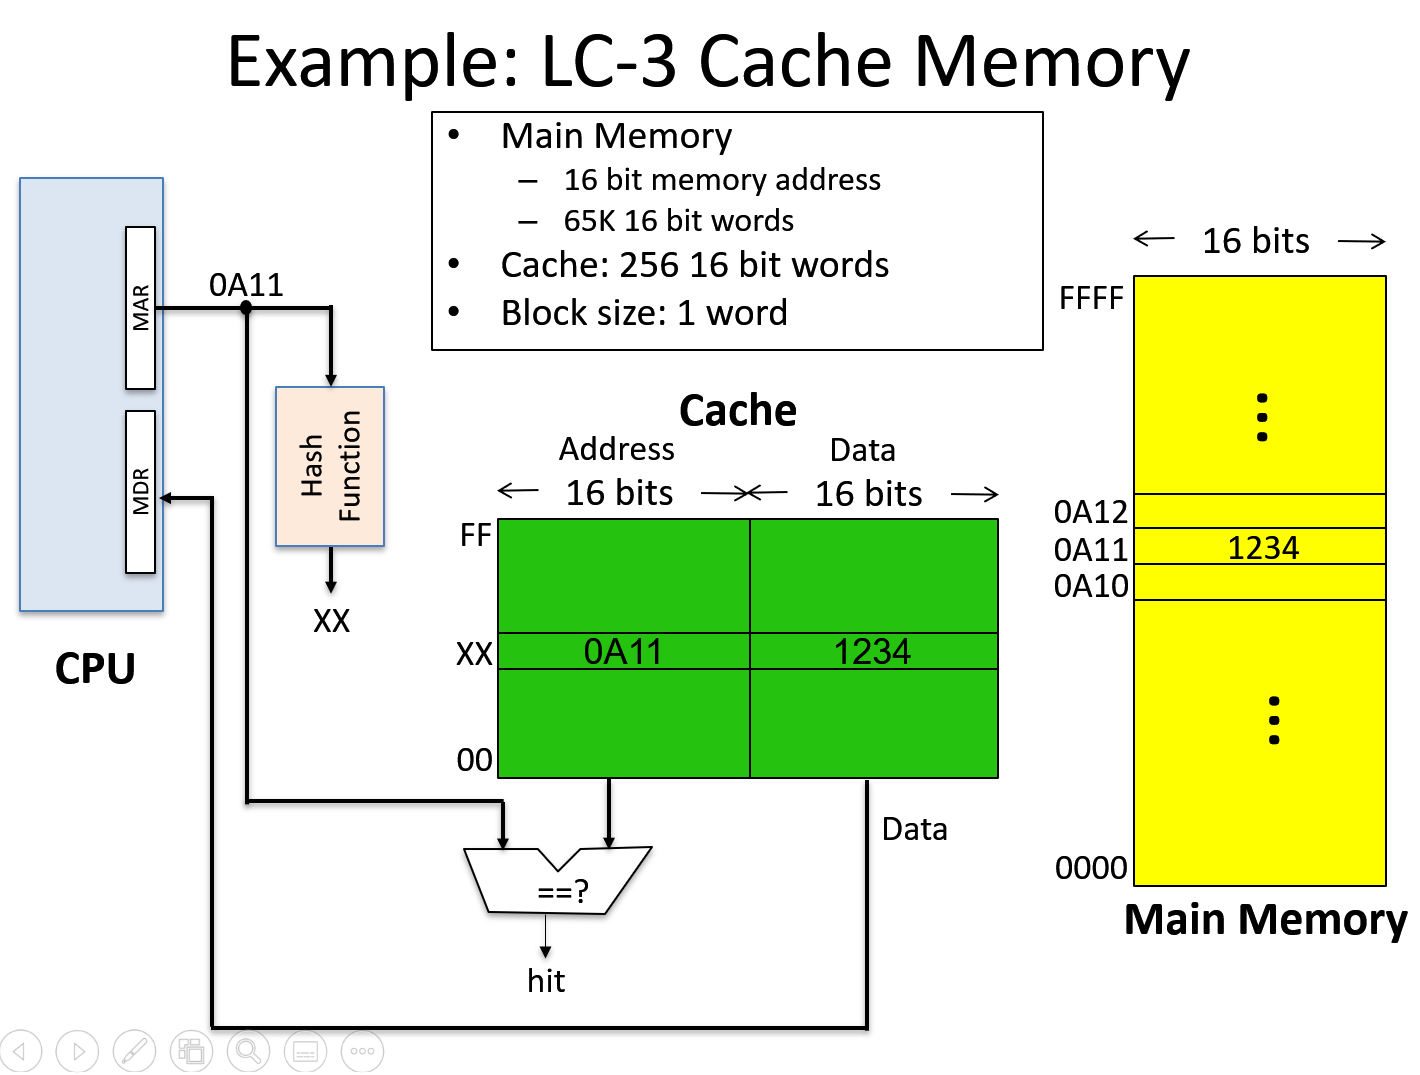 Example: LC-3 Cache Memory
• Main Memory
– 16 bit memory address
– 65K 16 bit words
• Cache: 256 16 bit words
• Block size: 1 word
MAR
0A11
MDR
Hash
Function
XX
CPU
Cache
Address
Data
16 bits
16 bits
FF
XX
0A11
1234
00
==?
hit
Data
16 bits
FFFF
0A12
0A11
1234
0A10
0000
Main Memory